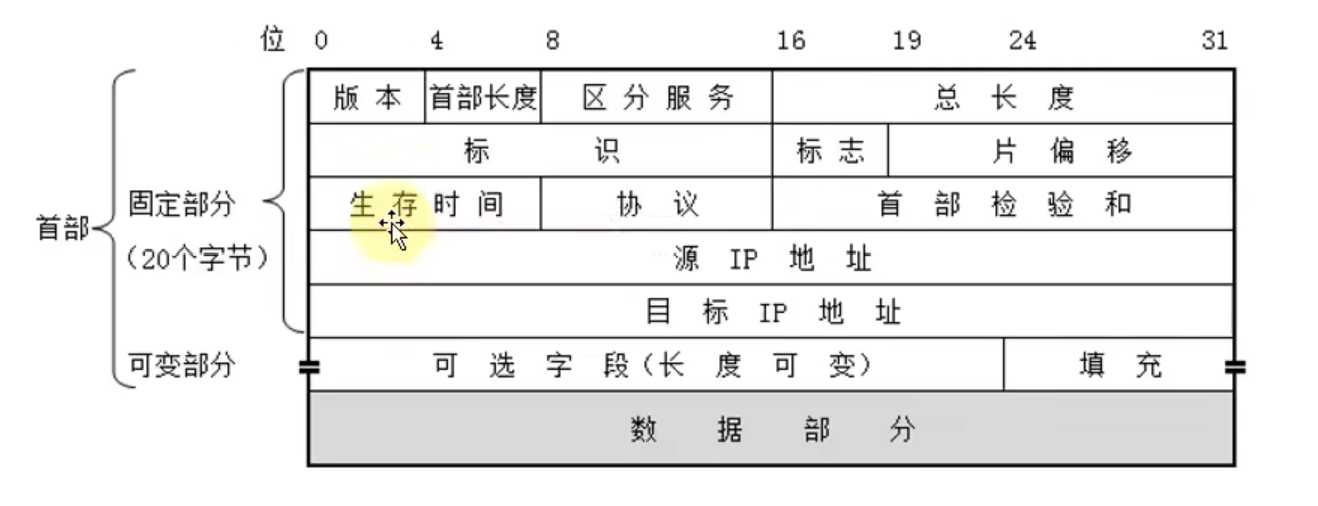 位 0 4 8 16 19 24 31
版本 首部长度 区分服务 总长度
标识 标志 片偏移
生存时间 协议 首部检验和
固定部分
首部
(20个字节)
源 IP 地址
目标 IP 地址
可变部分 可选字段(长度可变) 填充
数据部分